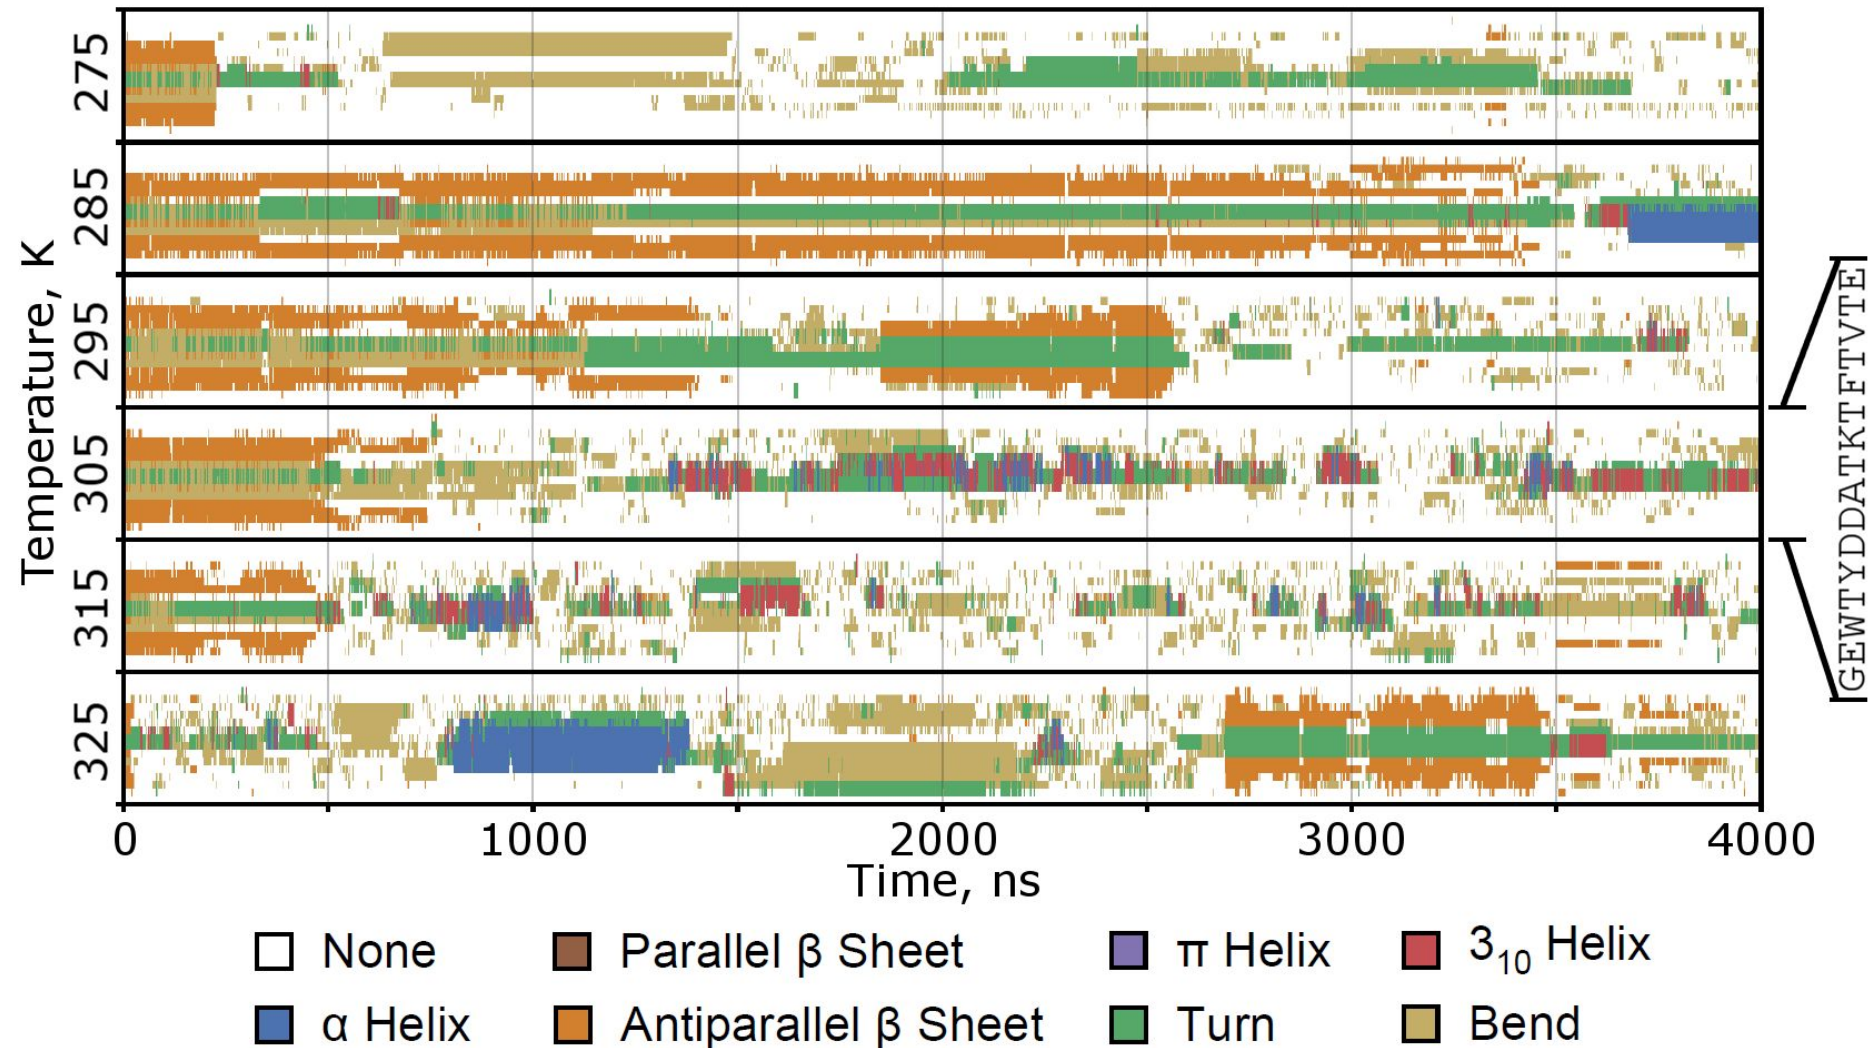 Temperature, K
275
285
295
305
315
325
GEWTYDDATKTFTVTE
0 1000 2000 3000 4000
Time, ns
None Parallel β Sheet π Helix 3₁₀ Helix
α Helix Antiparallel β Sheet Turn Bend